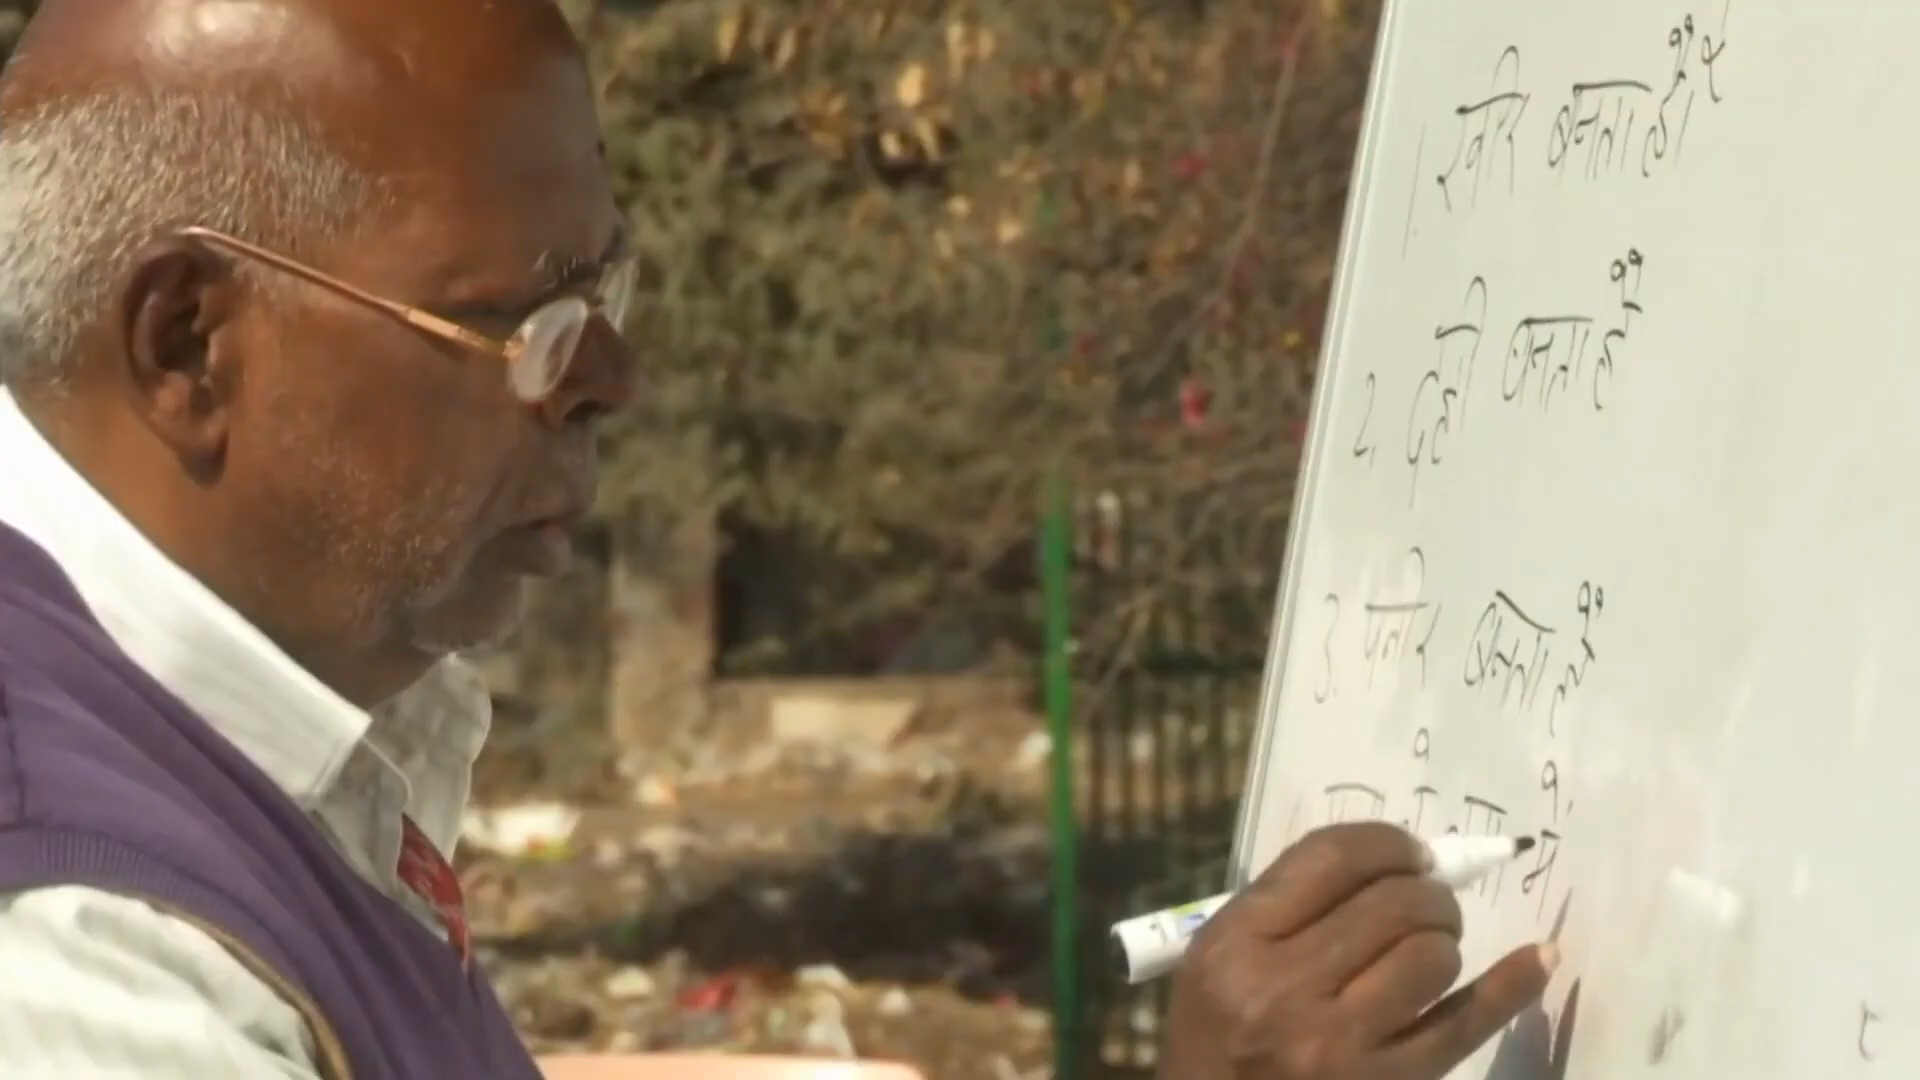 1. खीर बनता है।
2. दही बनता है
3. पनीर बनता है
में